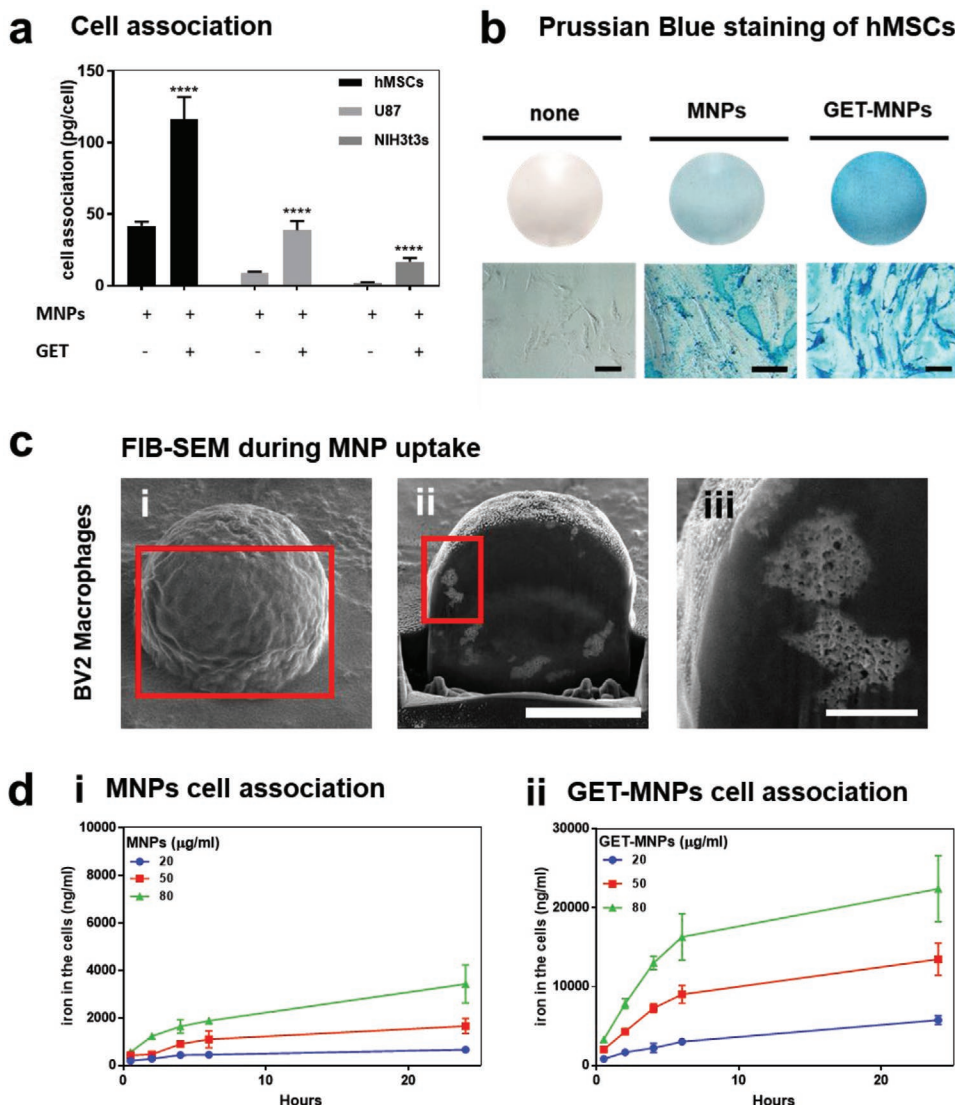 a Cell association
cell association (pg/cell)
150
100
50
0
****
****
****
hMSCs
U87
NIH3t3s
MNPs + + + + + +
GET - + - + - +
b Prussian Blue staining of hMSCs
none MNPs GET-MNPs
c FIB-SEM during MNP uptake
BV2 Macrophages
i ii iii
d i MNPs cell association
iron in the cells (ng/ml)
10000
8000
6000
4000
2000
0
MNPs (μg/ml)
20
50
80
0 10 20
Hours
ii GET-MNPs cell association
iron in the cells (ng/ml)
30000
20000
10000
0
GET-MNPs (μg/ml)
20
50
80
0 10 20
Hours